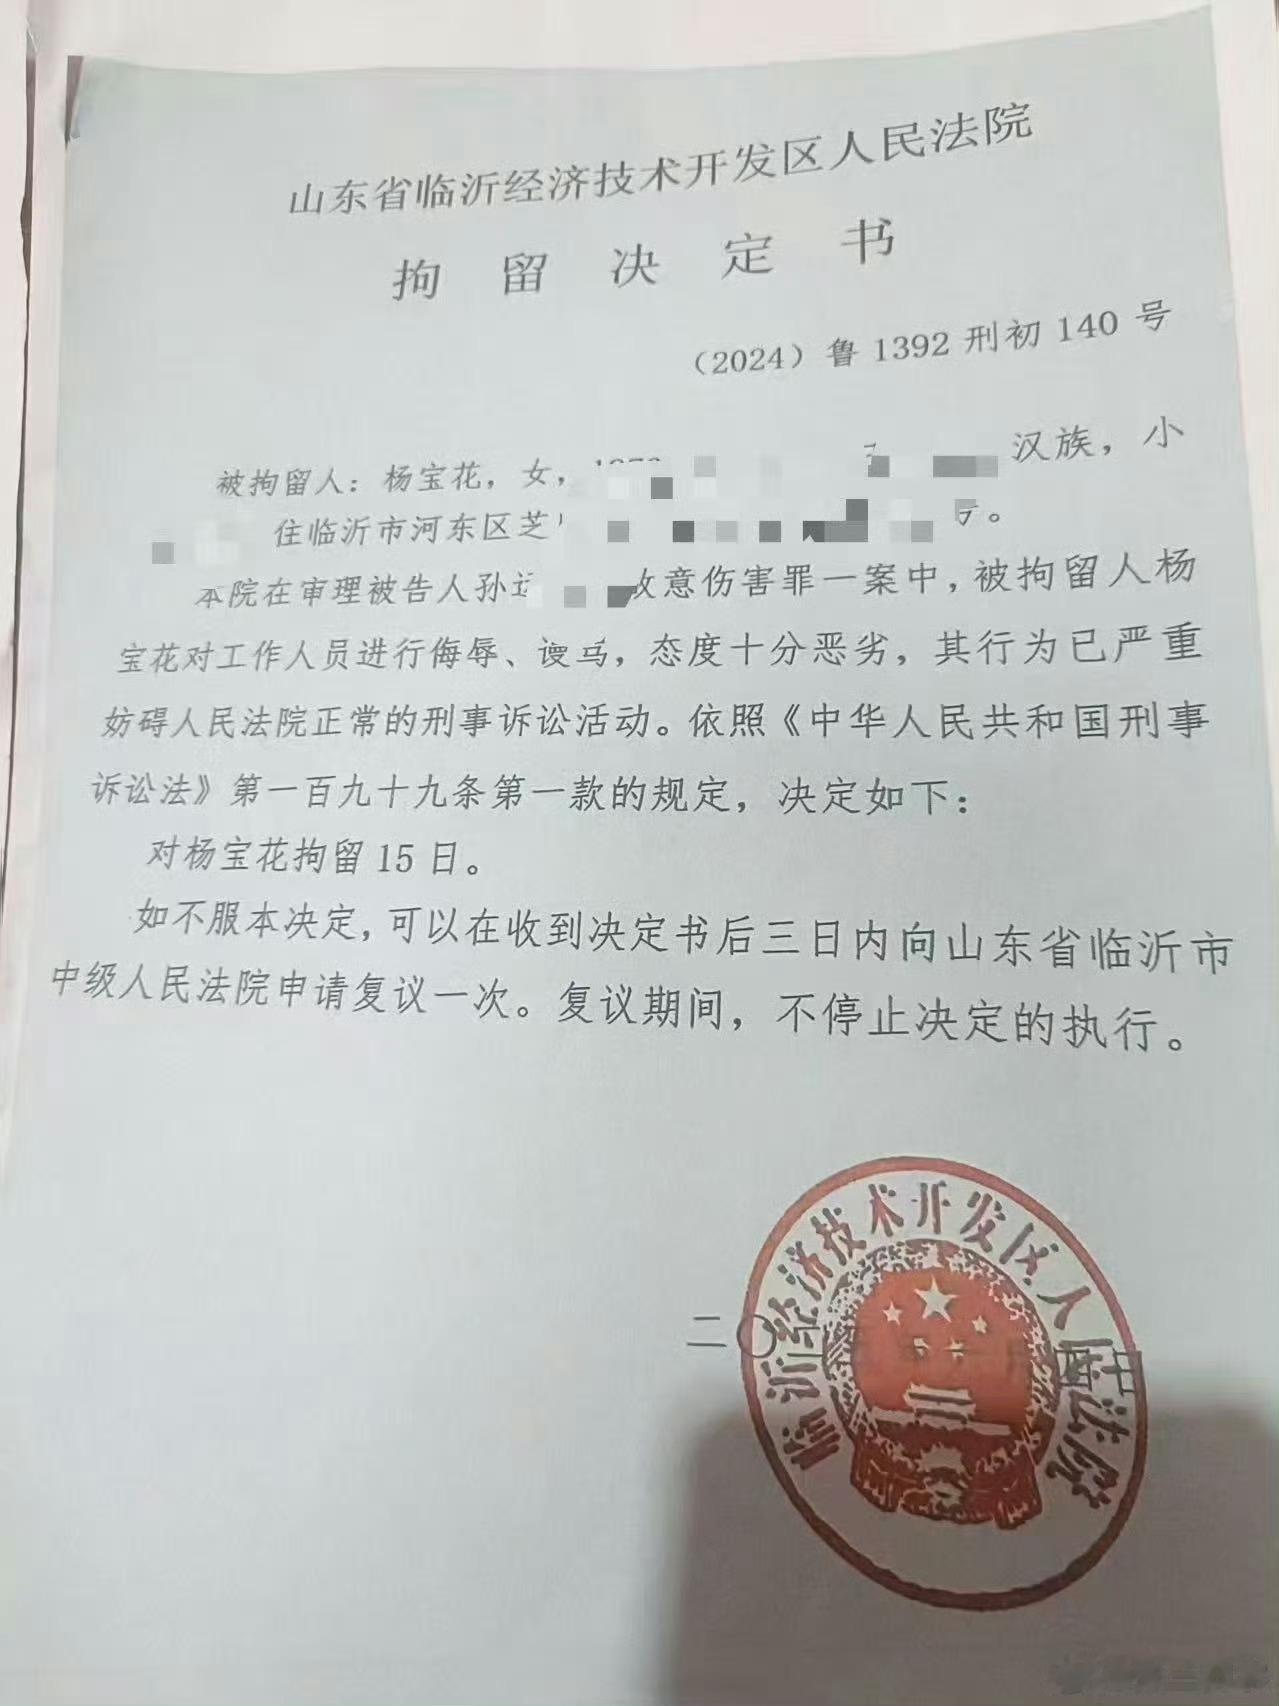 山东省临沂经济技术开发区人民法院
拘留决定书
（2024）鲁1392刑初140号
被拘留人：杨宝花，女，汉族，小
住临沂市河东区芝号。
本院在审理被告人孙故意伤害罪一案中，被拘留人杨
宝花对工作人员进行侮辱、谩骂，态度十分恶劣，其行为已严重
妨碍人民法院正常的刑事诉讼活动。依照《中华人民共和国刑事
诉讼法》第一百九十九条第一款的规定，决定如下：
对杨宝花拘留15日。
如不服本决定，可以在收到决定书后三日内向山东省临沂市
中级人民法院申请复议一次。复议期间，不停止决定的执行。
二〇
临沂经济技术开发区人民法院